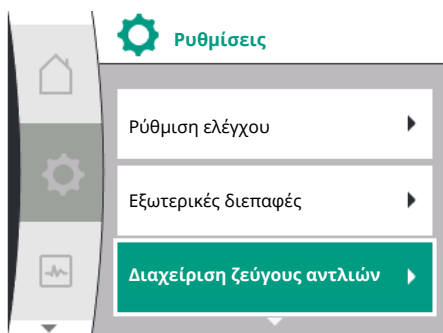 Ρυθμίσεις
Ρύθμιση ελέγχου
Εξωτερικές διεπαφές
Διαχείριση ζεύγους αντλιών